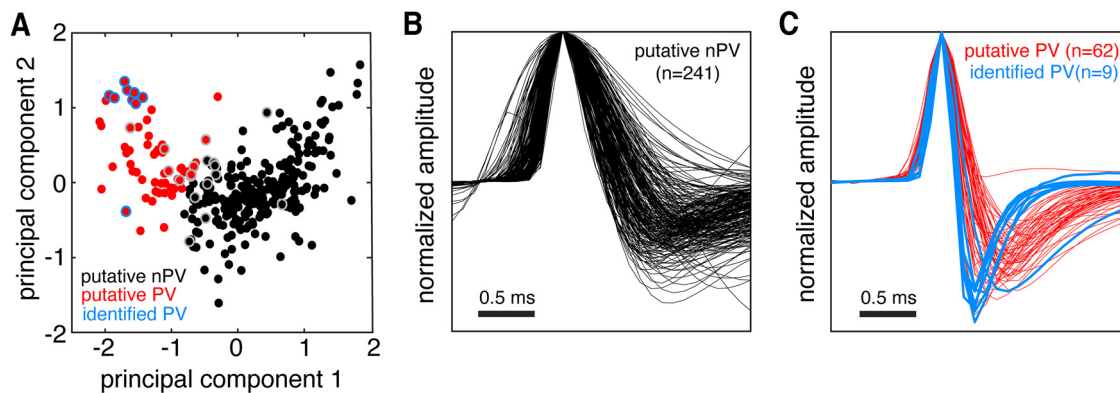 A
principal component 2
2
1
0
-1
-2
putative nPV
putative PV
identified PV
-2
-1
0
1
2
principal component 1
B
normalized amplitude
putative nPV
(n=241)
0.5 ms
C
normalized amplitude
putative PV (n=62)
identified PV(n=9)
0.5 ms